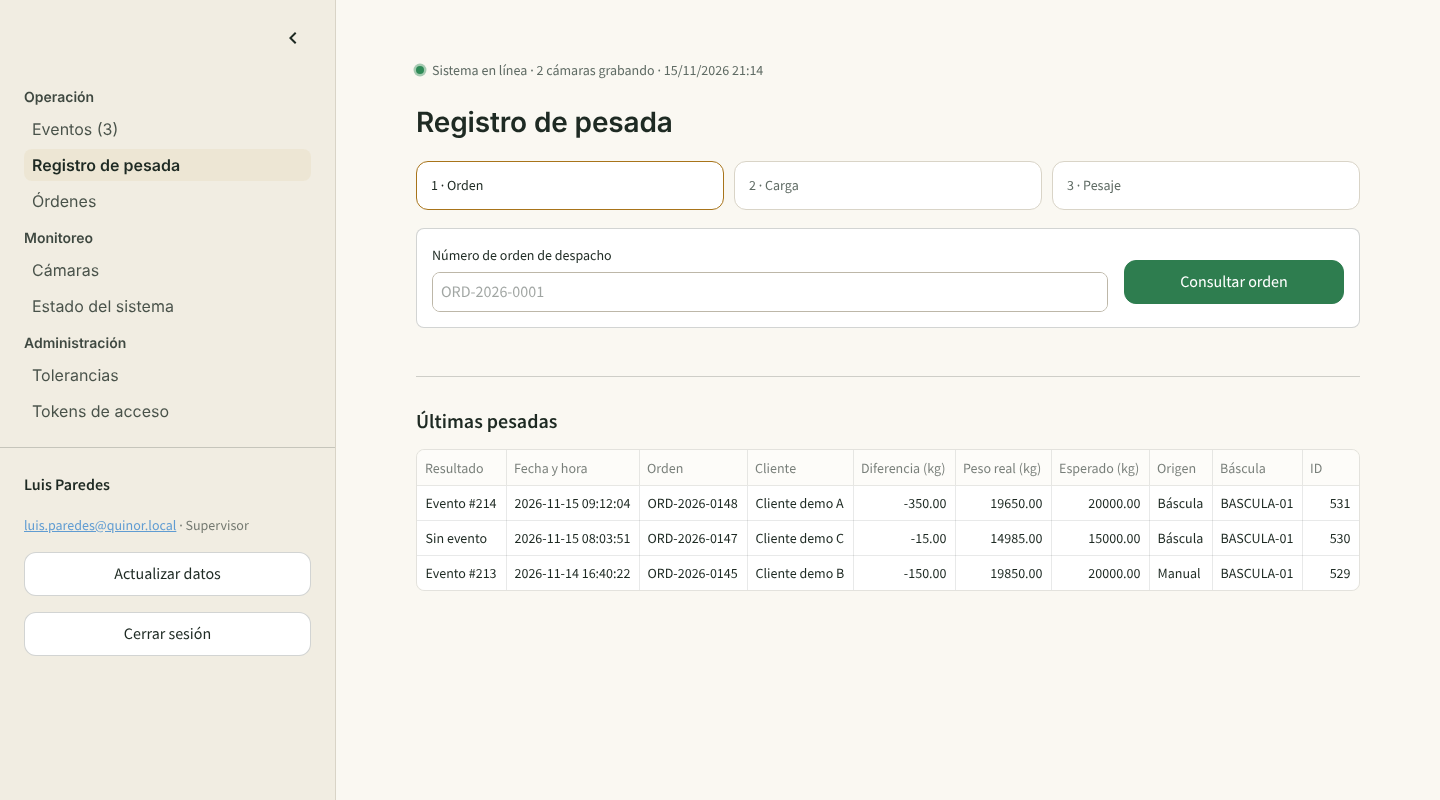 Operación
Eventos (3)
Registro de pesada
Órdenes
Monitoreo
Cámaras
Estado del sistema
Administración
Tolerancias
Tokens de acceso
Luis Paredes
luis.paredes@quinor.local · Supervisor
Actualizar datos
Cerrar sesión
Sistema en línea · 2 cámaras grabando · 15/11/2026 21:14
Registro de pesada
1 · Orden
2 · Carga
3 · Pesaje
Número de orden de despacho
ORD-2026-0001
Consultar orden
Últimas pesadas
Resultado Fecha y hora Orden Cliente Diferencia (kg) Peso real (kg) Esperado (kg) Origen Báscula ID
Evento #214 2026-11-15 09:12:04 ORD-2026-0148 Cliente demo A -350.00 19650.00 20000.00 Báscula BASCULA-01 531
Sin evento 2026-11-15 08:03:51 ORD-2026-0147 Cliente demo C -15.00 14985.00 15000.00 Báscula BASCULA-01 530
Evento #213 2026-11-14 16:40:22 ORD-2026-0145 Cliente demo B -150.00 19850.00 20000.00 Manual BASCULA-01 529